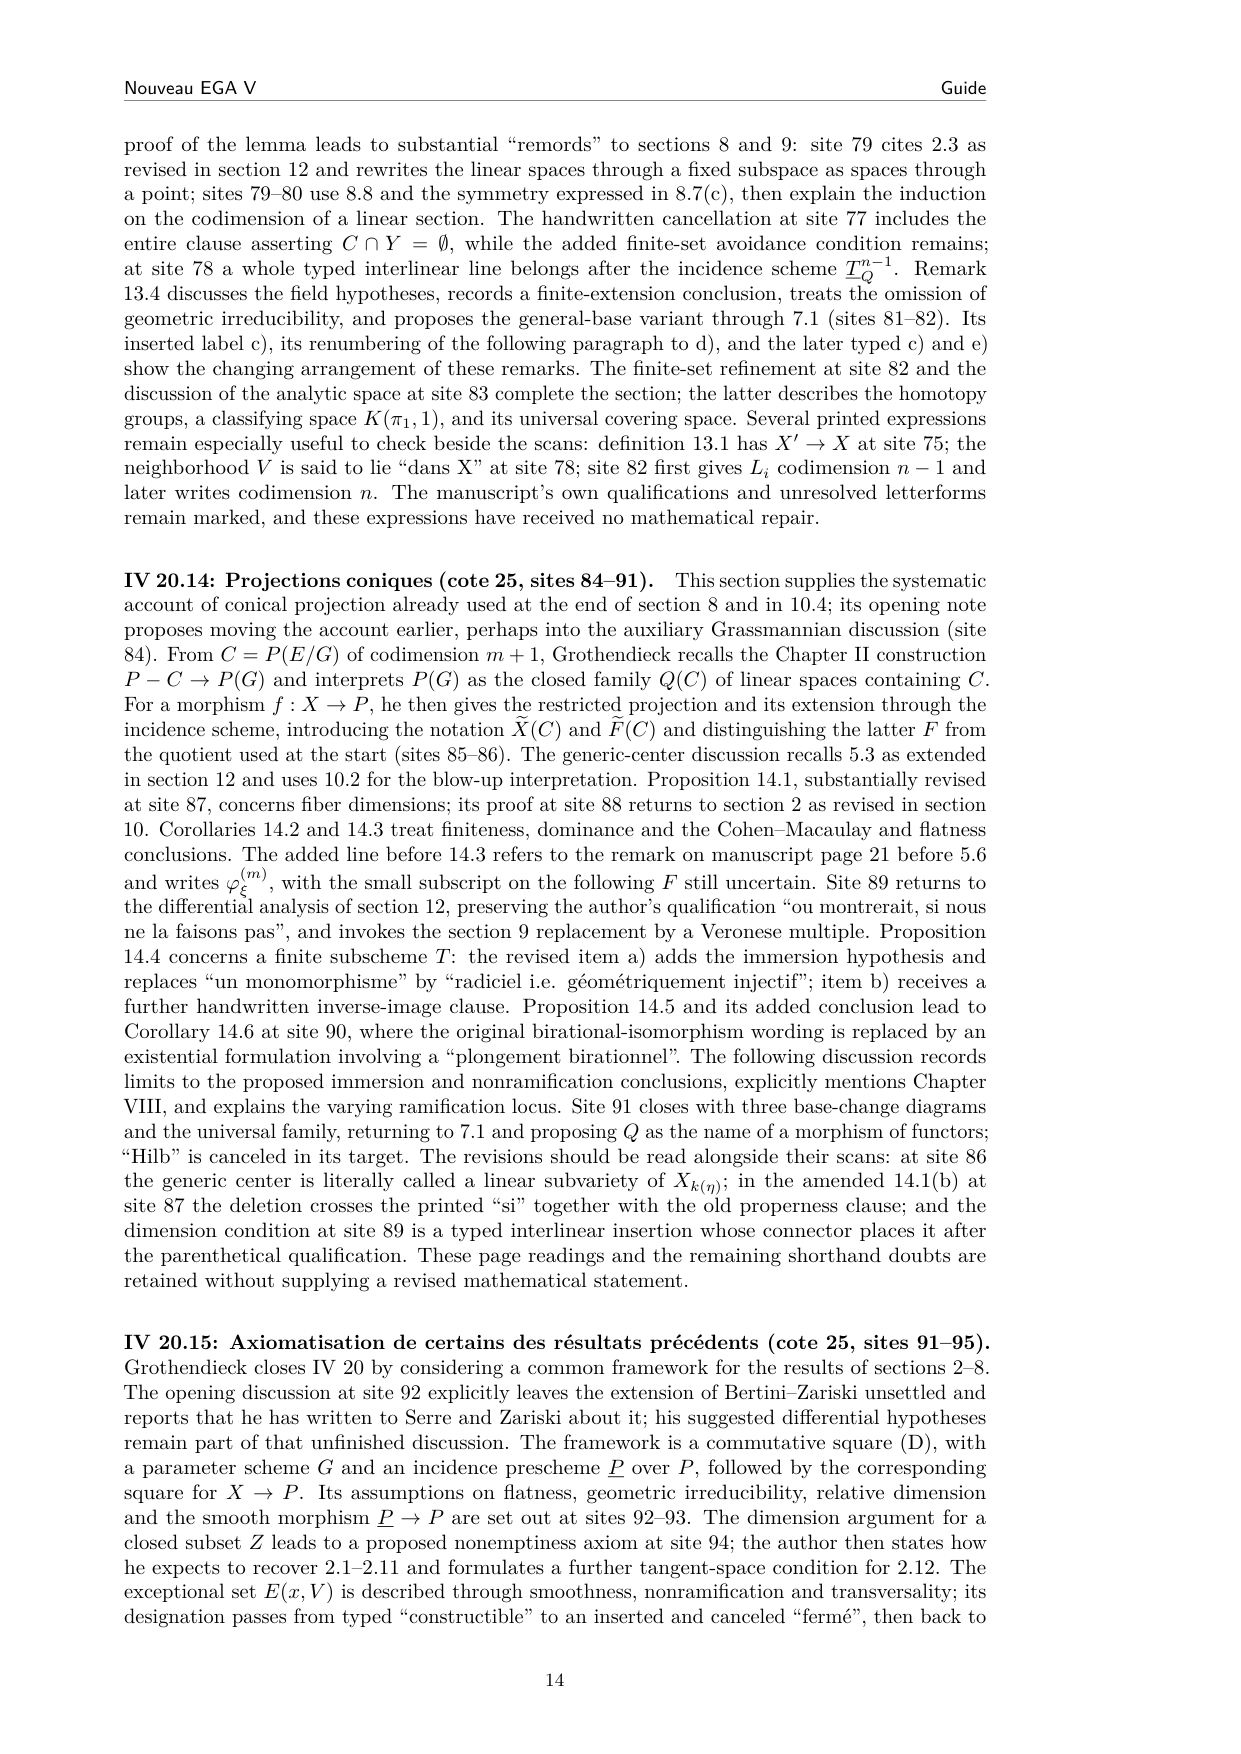 Nouveau EGA V Guide
proof of the lemma leads to substantial “remords” to sections 8 and 9: site 79 cites 2.3 as
revised in section 12 and rewrites the linear spaces through a fixed subspace as spaces through
a point; sites 79–80 use 8.8 and the symmetry expressed in 8.7(c), then explain the induction
on the codimension of a linear section. The handwritten cancellation at site 77 includes the
entire clause asserting C ∩ Y = ∅, while the added finite-set avoidance condition remains;
at site 78 a whole typed interlinear line belongs after the incidence scheme T̲_Q^{n−1}. Remark
13.4 discusses the field hypotheses, records a finite-extension conclusion, treats the omission of
geometric irreducibility, and proposes the general-base variant through 7.1 (sites 81–82). Its
inserted label c), its renumbering of the following paragraph to d), and the later typed c) and e)
show the changing arrangement of these remarks. The finite-set refinement at site 82 and the
discussion of the analytic space at site 83 complete the section; the latter describes the homotopy
groups, a classifying space K(π₁, 1), and its universal covering space. Several printed expressions
remain especially useful to check beside the scans: definition 13.1 has X′ → X at site 75; the
neighborhood V is said to lie “dans X” at site 78; site 82 first gives L_i codimension n − 1 and
later writes codimension n. The manuscript’s own qualifications and unresolved letterforms
remain marked, and these expressions have received no mathematical repair.
IV 20.14: Projections coniques (cote 25, sites 84–91). This section supplies the systematic
account of conical projection already used at the end of section 8 and in 10.4; its opening note
proposes moving the account earlier, perhaps into the auxiliary Grassmannian discussion (site
84). From C = P(E/G) of codimension m + 1, Grothendieck recalls the Chapter II construction
P − C → P(G) and interprets P(G) as the closed family Q(C) of linear spaces containing C.
For a morphism f : X → P, he then gives the restricted projection and its extension through the
incidence scheme, introducing the notation X̃(C) and F̃(C) and distinguishing the latter F from
the quotient used at the start (sites 85–86). The generic-center discussion recalls 5.3 as extended
in section 12 and uses 10.2 for the blow-up interpretation. Proposition 14.1, substantially revised
at site 87, concerns fiber dimensions; its proof at site 88 returns to section 2 as revised in section
10. Corollaries 14.2 and 14.3 treat finiteness, dominance and the Cohen–Macaulay and flatness
conclusions. The added line before 14.3 refers to the remark on manuscript page 21 before 5.6
and writes φ_ξ^{(m)}, with the small subscript on the following F still uncertain. Site 89 returns to
the differential analysis of section 12, preserving the author’s qualification “ou montrerait, si nous
ne la faisons pas”, and invokes the section 9 replacement by a Veronese multiple. Proposition
14.4 concerns a finite subscheme T: the revised item a) adds the immersion hypothesis and
replaces “un monomorphisme” by “radiciel i.e. géométriquement injectif”; item b) receives a
further handwritten inverse-image clause. Proposition 14.5 and its added conclusion lead to
Corollary 14.6 at site 90, where the original birational-isomorphism wording is replaced by an
existential formulation involving a “plongement birationnel”. The following discussion records
limits to the proposed immersion and nonramification conclusions, explicitly mentions Chapter
VIII, and explains the varying ramification locus. Site 91 closes with three base-change diagrams
and the universal family, returning to 7.1 and proposing Q as the name of a morphism of functors;
“Hilb” is canceled in its target. The revisions should be read alongside their scans: at site 86
the generic center is literally called a linear subvariety of X_{k(η)}; in the amended 14.1(b) at
site 87 the deletion crosses the printed “si” together with the old properness clause; and the
dimension condition at site 89 is a typed interlinear insertion whose connector places it after
the parenthetical qualification. These page readings and the remaining shorthand doubts are
retained without supplying a revised mathematical statement.
IV 20.15: Axiomatisation de certains des résultats précédents (cote 25, sites 91–95).
Grothendieck closes IV 20 by considering a common framework for the results of sections 2–8.
The opening discussion at site 92 explicitly leaves the extension of Bertini–Zariski unsettled and
reports that he has written to Serre and Zariski about it; his suggested differential hypotheses
remain part of that unfinished discussion. The framework is a commutative square (D), with
a parameter scheme G and an incidence prescheme P̲ over P, followed by the corresponding
square for X → P. Its assumptions on flatness, geometric irreducibility, relative dimension
and the smooth morphism P̲ → P are set out at sites 92–93. The dimension argument for a
closed subset Z leads to a proposed nonemptiness axiom at site 94; the author then states how
he expects to recover 2.1–2.11 and formulates a further tangent-space condition for 2.12. The
exceptional set E(x, V) is described through smoothness, nonramification and transversality; its
designation passes from typed “constructible” to an inserted and canceled “fermé”, then back to
14